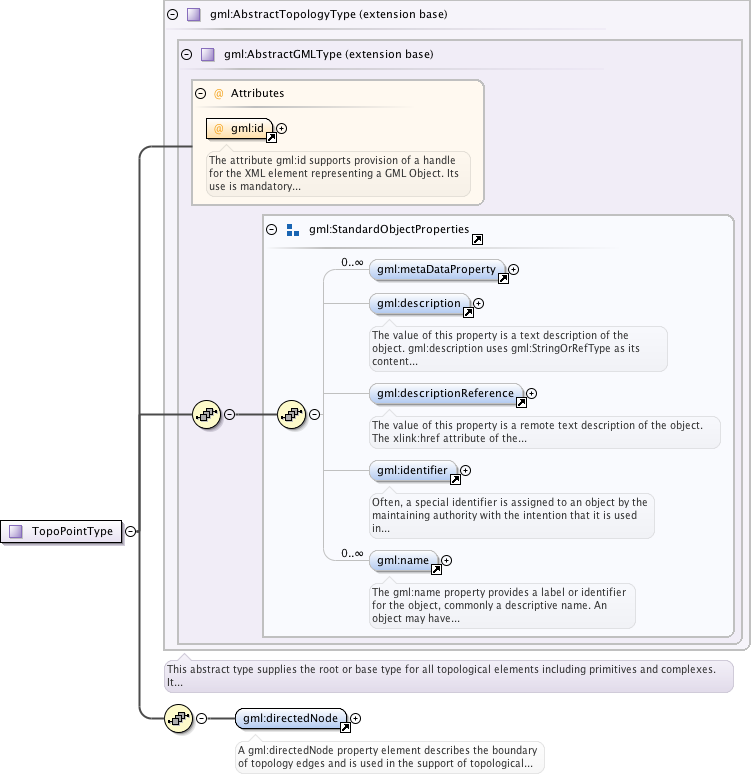 gml:AbstractTopologyType (extension base)
gml:AbstractGMLType (extension base)
@ Attributes
@ gml:id
The attribute gml:id supports provision of a handle
for the XML element representing a GML Object. Its
use is mandatory...
gml:StandardObjectProperties
0..∞
gml:metaDataProperty
gml:description
The value of this property is a text description of the
object. gml:description uses gml:StringOrRefType as its
content...
gml:descriptionReference
The value of this property is a remote text description of the object.
The xlink:href attribute of the...
gml:identifier
Often, a special identifier is assigned to an object by the
maintaining authority with the intention that it is used
in...
TopoPointType
0..∞
gml:name
The gml:name property provides a label or identifier
for the object, commonly a descriptive name. An
object may have...
This abstract type supplies the root or base type for all topological elements including primitives and complexes.
It...
gml:directedNode
A gml:directedNode property element describes the boundary
of topology edges and is used in the support of topological...